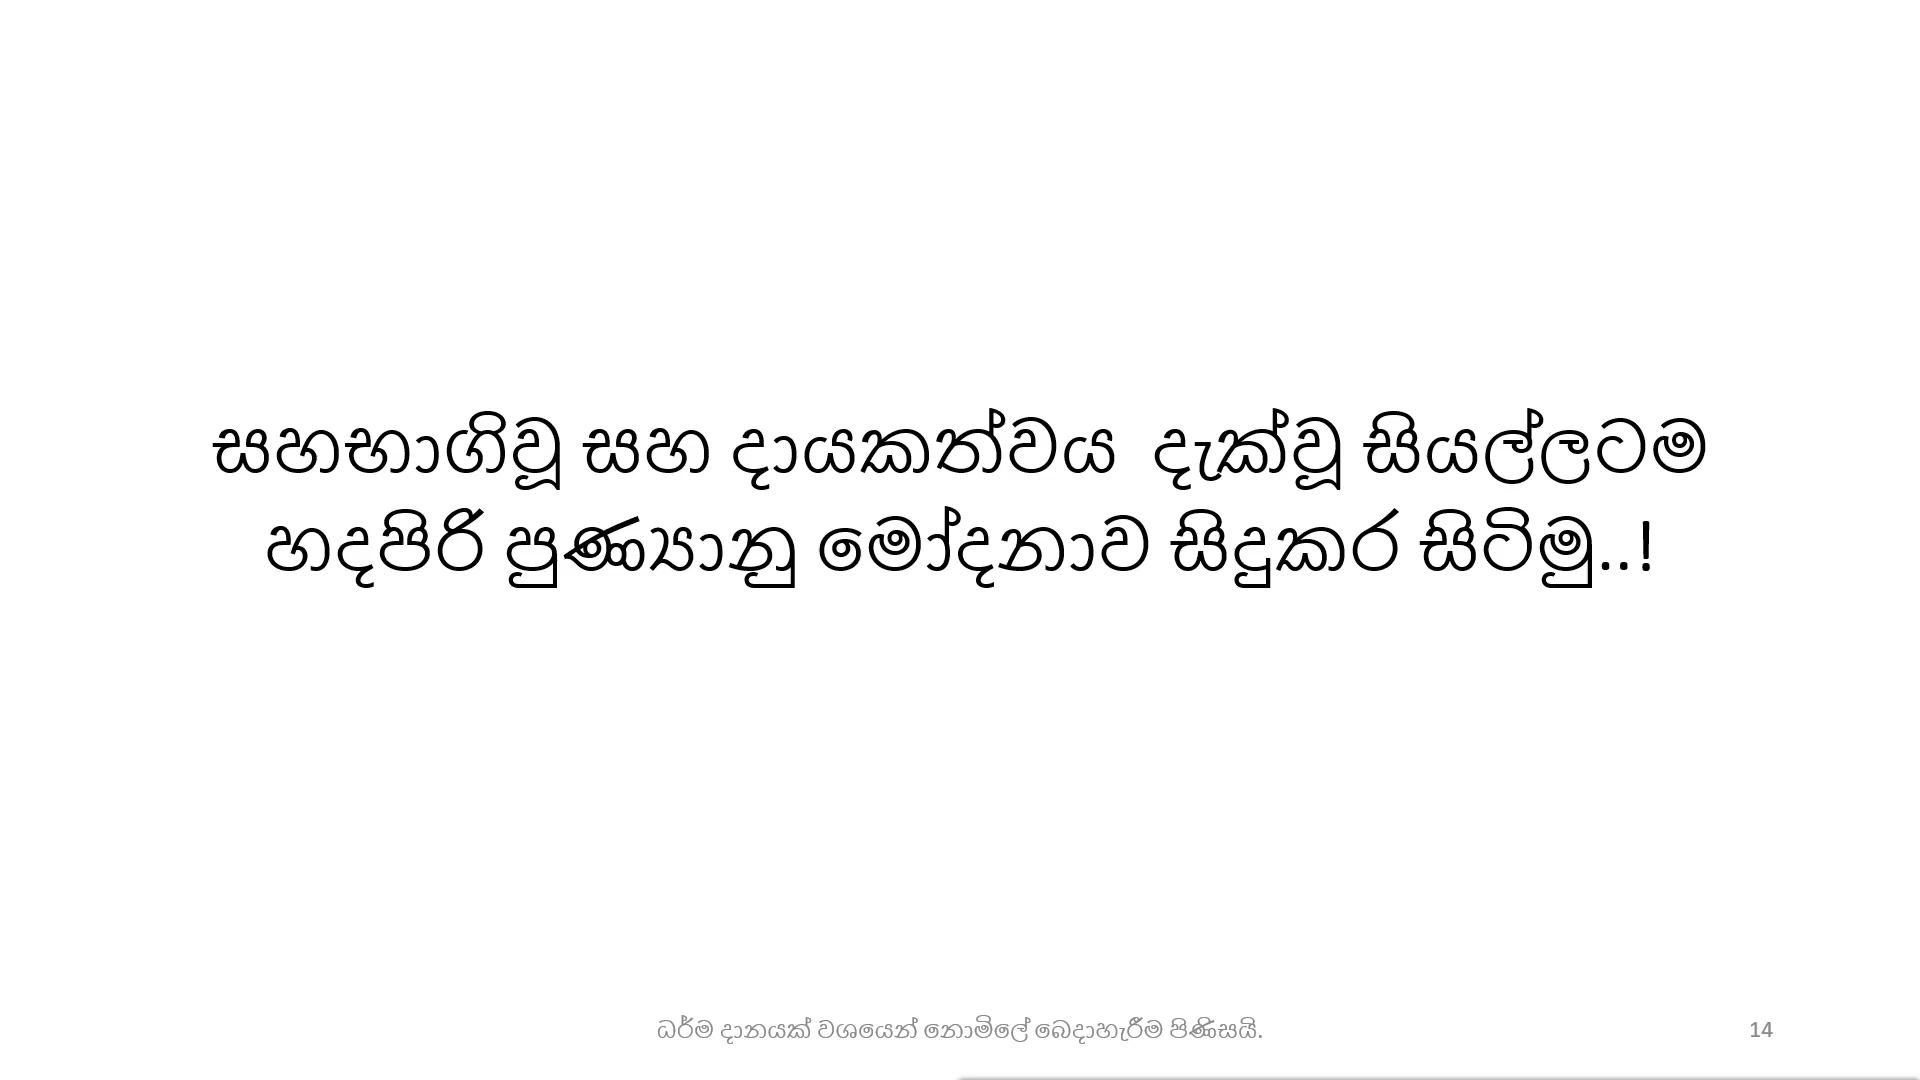 සහභාගිවූ සහ දායකත්වය  දැක්වූ සියල්ලටම
හදපිරි පුණ්‍යානු මෝදනාව සිදුකර සිටිමු..!
ධර්ම දානයක් වශයෙන් නොමිලේ බෙදාහැරීම පිණිසයි.
14